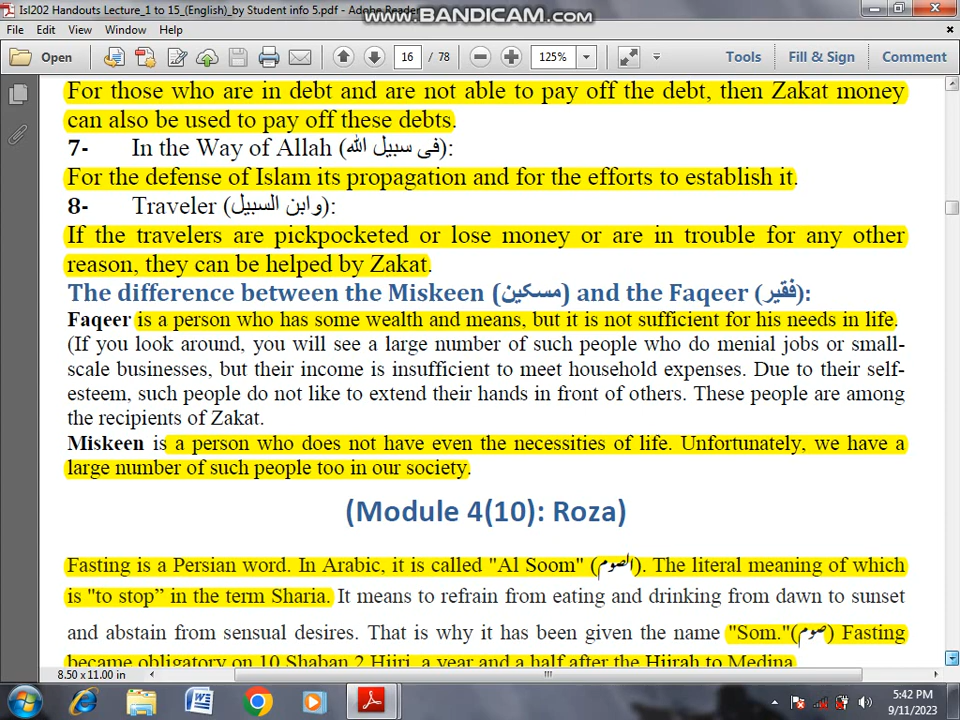 Isl202 Handouts Lecture_1 to 15_(English)_by Student info 5.pdf - Adobe Reader
www.BANDICAM.com
File Edit View Window Help
Open 16 / 78 125% Tools Fill & Sign Comment
For those who are in debt and are not able to pay off the debt, then Zakat money
can also be used to pay off these debts.
7- In the Way of Allah (فی سبیل اللہ):
For the defense of Islam its propagation and for the efforts to establish it.
8- Traveler (وابن السبیل):
If the travelers are pickpocketed or lose money or are in trouble for any other
reason, they can be helped by Zakat.
The difference between the Miskeen (مسکین) and the Faqeer (فقیر):
Faqeer is a person who has some wealth and means, but it is not sufficient for his needs in life.
(If you look around, you will see a large number of such people who do menial jobs or small-
scale businesses, but their income is insufficient to meet household expenses. Due to their self-
esteem, such people do not like to extend their hands in front of others. These people are among
the recipients of Zakat.
Miskeen is a person who does not have even the necessities of life. Unfortunately, we have a
large number of such people too in our society.
(Module 4(10): Roza)
Fasting is a Persian word. In Arabic, it is called "Al Soom" (الصوم). The literal meaning of which
is "to stop” in the term Sharia. It means to refrain from eating and drinking from dawn to sunset
and abstain from sensual desires. That is why it has been given the name "Som."(صوم) Fasting
became obligatory on 10 Shaban 2 Hijri, a year and a half after the Hijrah to Medina.
8.50 x 11.00 in
5:42 PM
9/11/2023